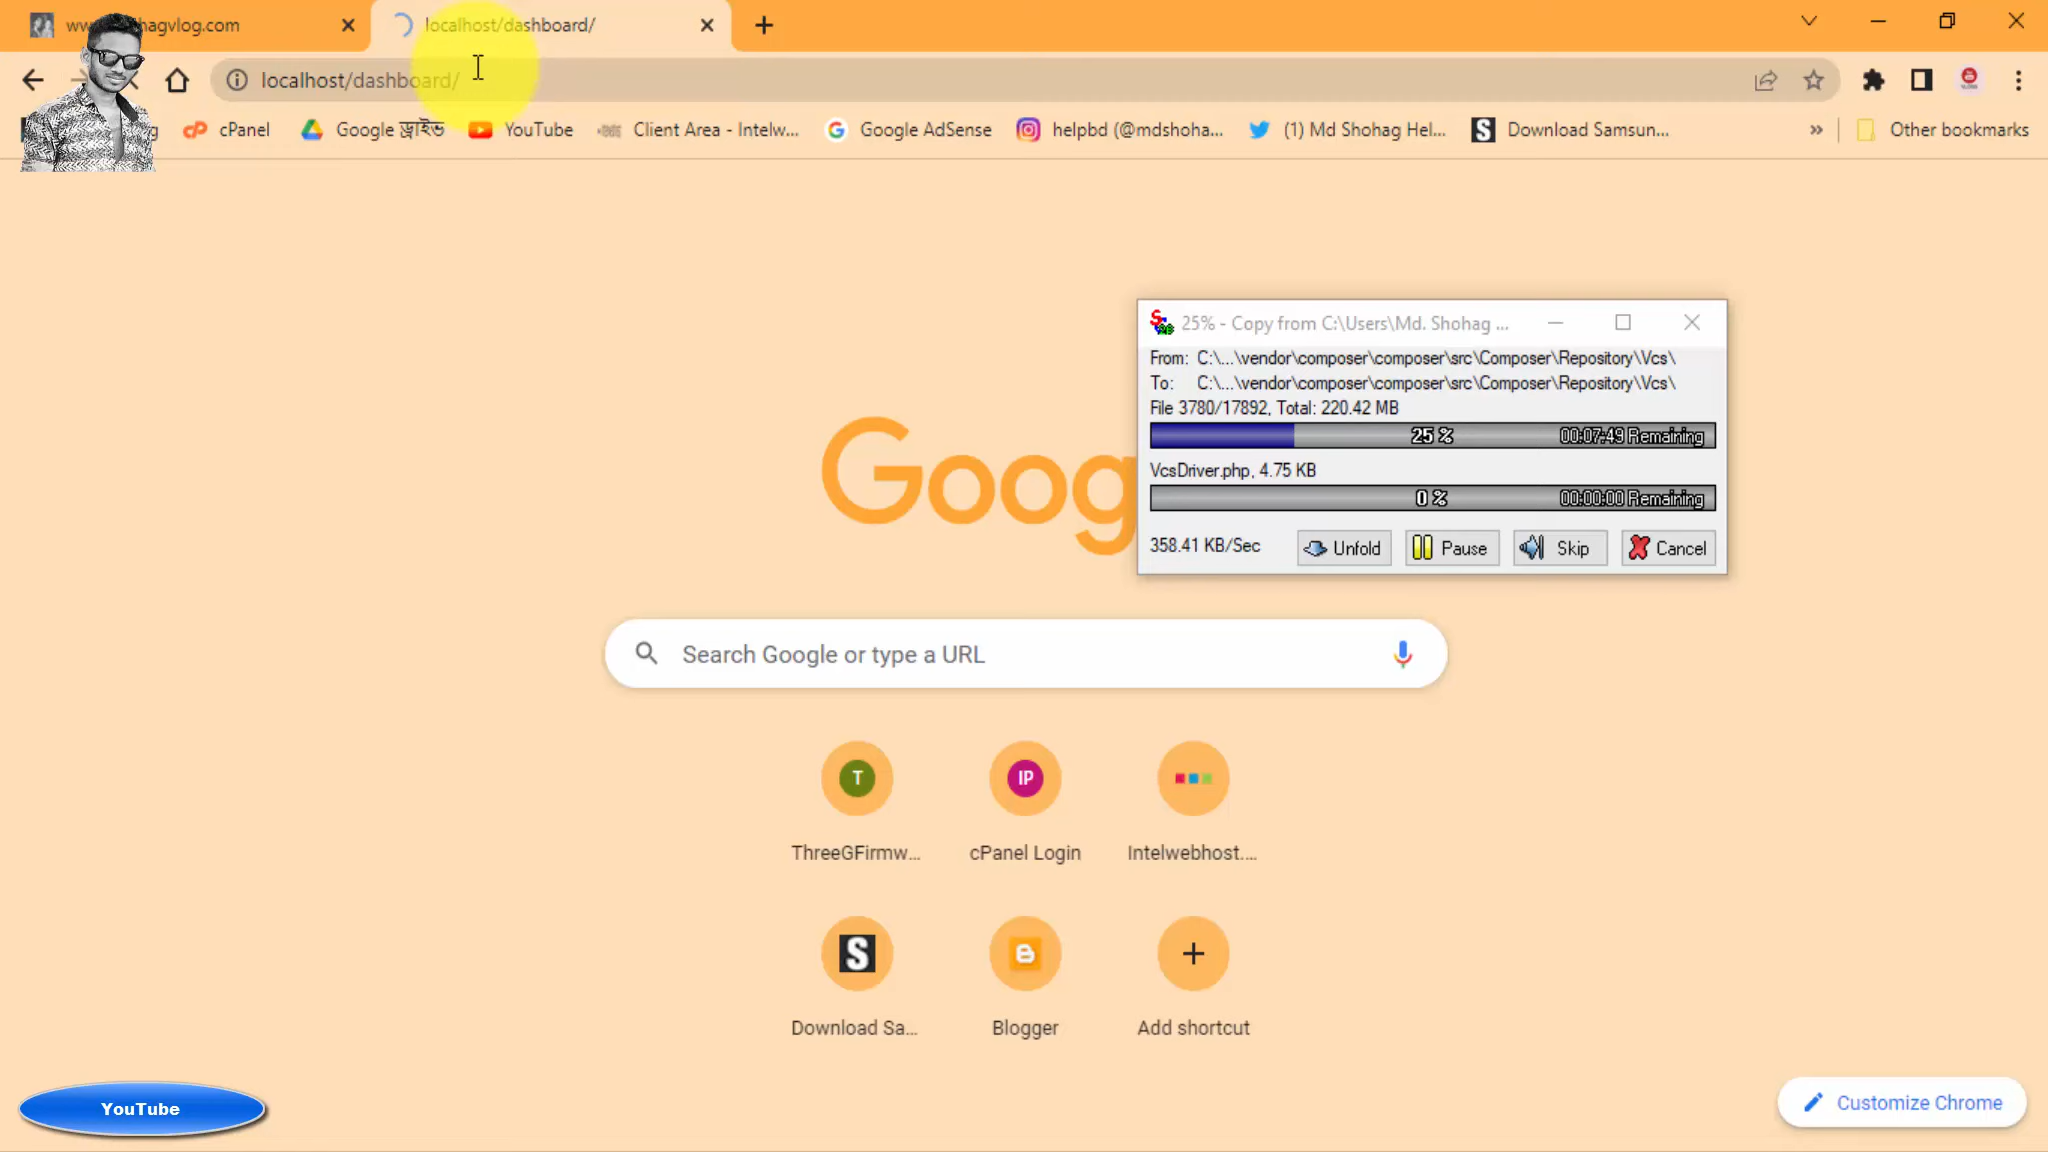 hagvlog.com
localhost/dashboard/
localhost/dashboard/
cPanel
Google ড্রাইভ
YouTube
Client Area - Intelw...
Google AdSense
helpbd (@mdshoha...
(1) Md Shohag Hel...
Download Samsun...
»
Other bookmarks
25% - Copy from C:\Users\Md. Shohag ...
From: C:\...\vendor\composer\composer\src\Composer\Repository\Vcs\
To: C:\...\vendor\composer\composer\src\Composer\Repository\Vcs\
File 3780/17892, Total: 220.42 MB
25 % 00:07:49 Remaining
VcsDriver.php, 4.75 KB
0 % 00:00:00 Remaining
358.41 KB/Sec Unfold Pause Skip Cancel
Goog
Search Google or type a URL
T
IP
ThreeGFirmw...
cPanel Login
Intelwebhost....
S
Download Sa...
Blogger
Add shortcut
YouTube
Customize Chrome